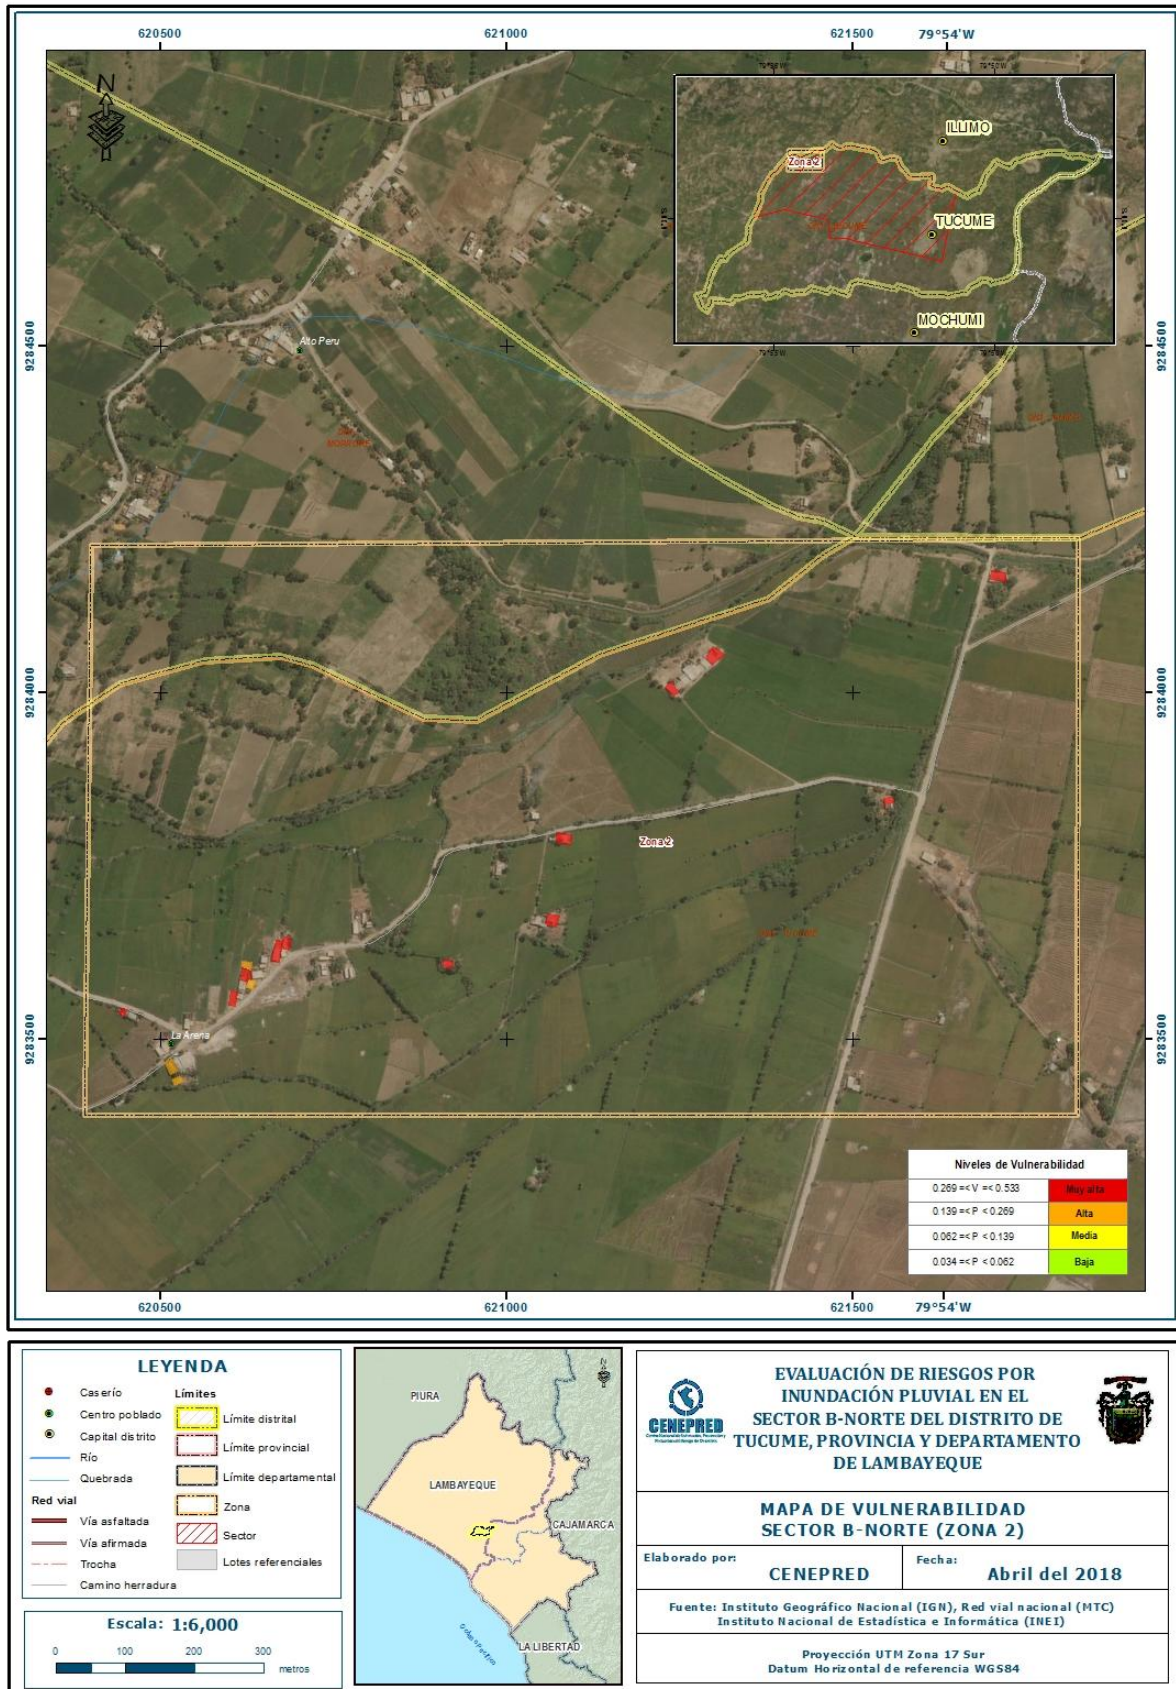 620500
621000
621500
79°54'W
N
ILLIMO
Zona 2
TUCUME
MOCHUMI
9284500
9284500
Alto Peru
9284000
9284000
Zona 2
La Arena
9283500
9283500
Niveles de Vulnerabilidad
0.269 =< V =< 0.533 Muy alta
0.139 =< P < 0.269 Alta
0.062 =< P < 0.139 Media
0.034 =< P < 0.062 Baja
620500
621000
621500
79°54'W
LEYENDA
Caserío
Centro poblado
Capital distrito
Río
Quebrada
Red vial
Vía asfaltada
Vía afirmada
Trocha
Camino herradura
Límites
Límite distrital
Límite provincial
Límite departamental
Zona
Sector
Lotes referenciales
Escala: 1:6,000
0 100 200 300
metros
PIURA
N
LAMBAYEQUE
CAJAMARCA
Océano Pacífico
LA LIBERTAD
CENEPRED
EVALUACIÓN DE RIESGOS POR
INUNDACIÓN PLUVIAL EN EL
SECTOR B-NORTE DEL DISTRITO DE
TUCUME, PROVINCIA Y DEPARTAMENTO
DE LAMBAYEQUE
MAPA DE VULNERABILIDAD
SECTOR B-NORTE (ZONA 2)
Elaborado por:
CENEPRED
Fecha:
Abril del 2018
Fuente: Instituto Geográfico Nacional (IGN), Red vial nacional (MTC)
Instituto Nacional de Estadística e Informática (INEI)
Proyección UTM Zona 17 Sur
Datum Horizontal de referencia WGS84